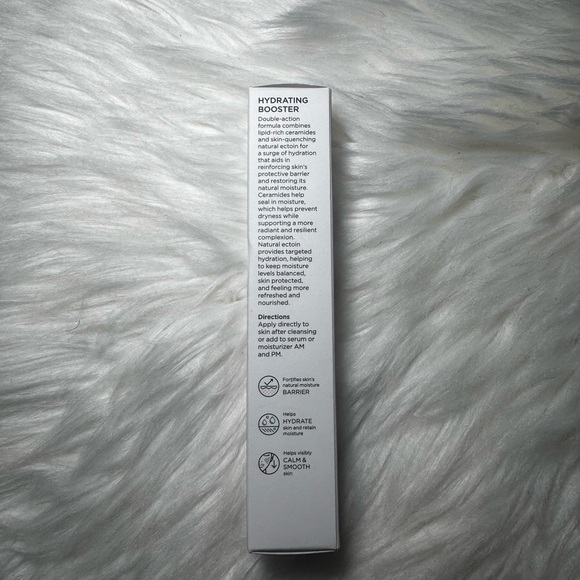 HYDRATING
BOOSTER
Double-action
formula combines
lipid-rich ceramides
and skin-quenching
natural ectoin for
a surge of hydration
that aids in
reinforcing skin's
protective barrier
and restoring its
natural moisture.
Ceramides help
seal in moisture,
which helps prevent
dryness while
supporting a more
radiant and resilient
complexion.
Natural ectoin
provides targeted
hydration, helping
to keep moisture
levels balanced,
skin protected,
and feeling more
refreshed and
nourished.
Directions
Apply directly to
skin after cleansing
or add to serum or
moisturizer AM
and PM.
Fortifies skin's
natural moisture
BARRIER
Helps
HYDRATE
skin and retain
moisture
Helps visibly
CALM &
SMOOTH
skin